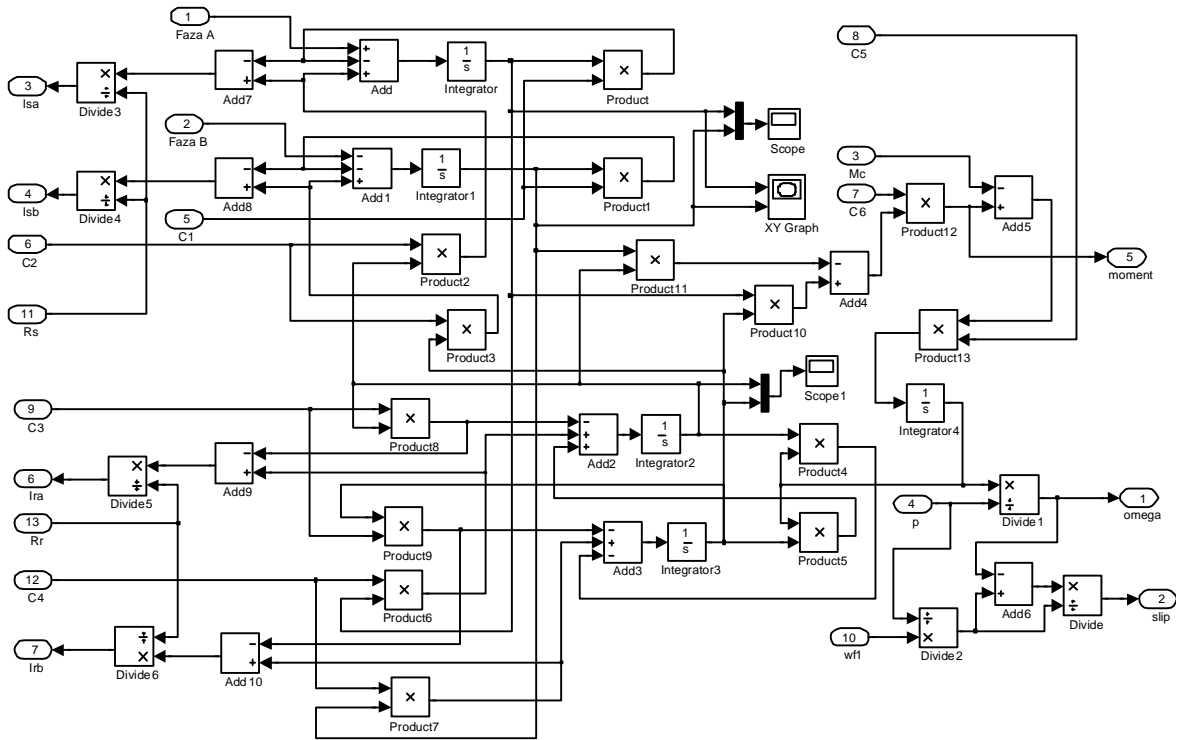 1
Faza A
+
-
+
Add
1
s
Integrator
×
Product
8
C5
3
Isa
×
÷
Divide3
-
+
Add7
2
Faza B
-
-
+
Add1
1
s
Integrator1
×
Product1
Scope
XY Graph
3
Mc
7
C6
×
Product12
-
+
Add5
4
Isb
×
÷
Divide4
-
+
Add8
5
C1
6
C2
×
Product2
×
Product11
-
+
Add4
5
moment
11
Rs
×
Product3
×
Product10
×
Product13
Scope1
9
C3
×
Product8
-
+
+
Add2
1
s
Integrator2
×
Product4
1
s
Integrator4
6
Ira
×
÷
Divide5
-
+
Add9
13
Rr
×
Product9
-
+
-
Add3
1
s
Integrator3
×
Product5
4
p
×
÷
Divide1
1
omega
12
C4
×
Product6
-
+
Add6
×
÷
Divide
2
slip
7
Irb
÷
×
Divide6
-
+
Add10
10
wf1
÷
×
Divide2
×
Product7